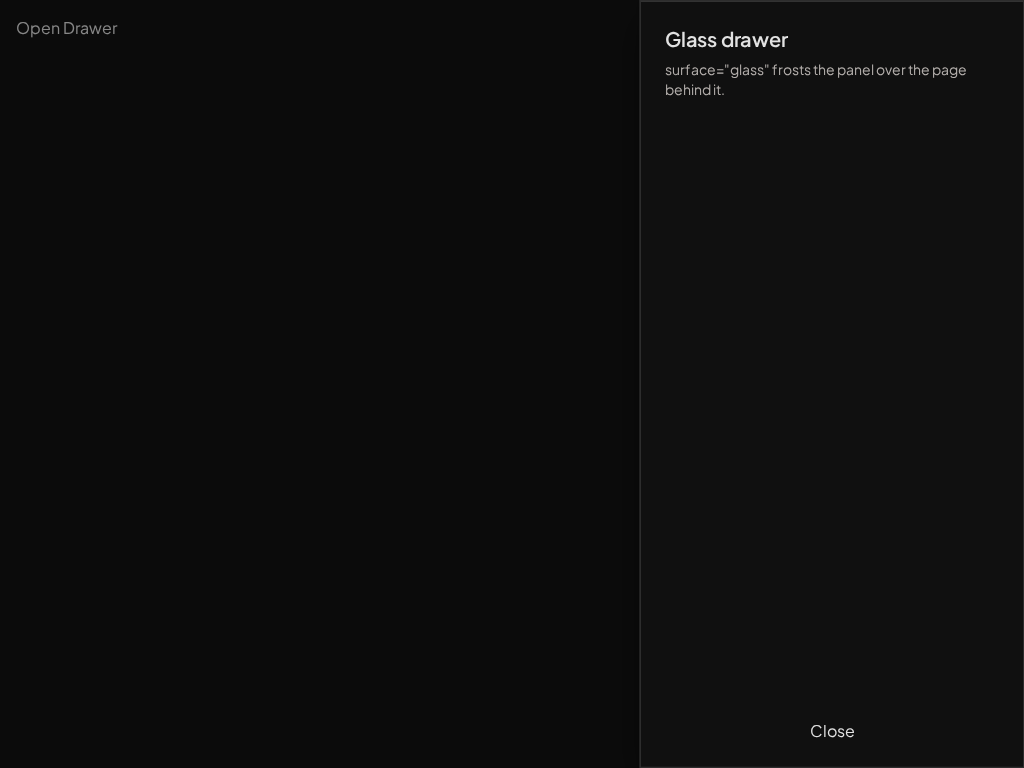 Open Drawer
Glass drawer
surface="glass" frosts the panel over the page
behind it.
Close